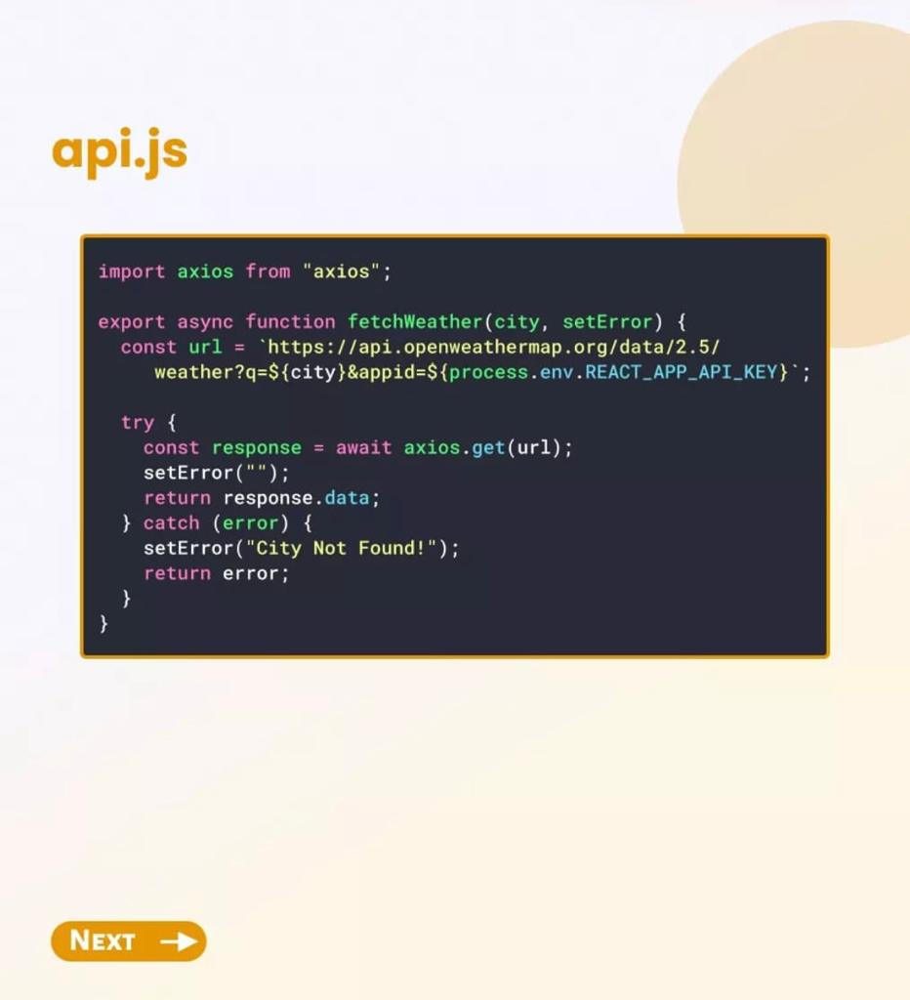 api.js
import axios from "axios";
export async function fetchWeather(city, setError) {
const url = `https://api.openweathermap.org/data/2.5/
weather?q=${city}&appid=${process.env.REACT_APP_API_KEY}`;
try {
const response = await axios.get(url);
setError("");
return response.data;
} catch (error) {
setError("City Not Found!");
return error;
}
}
NEXT